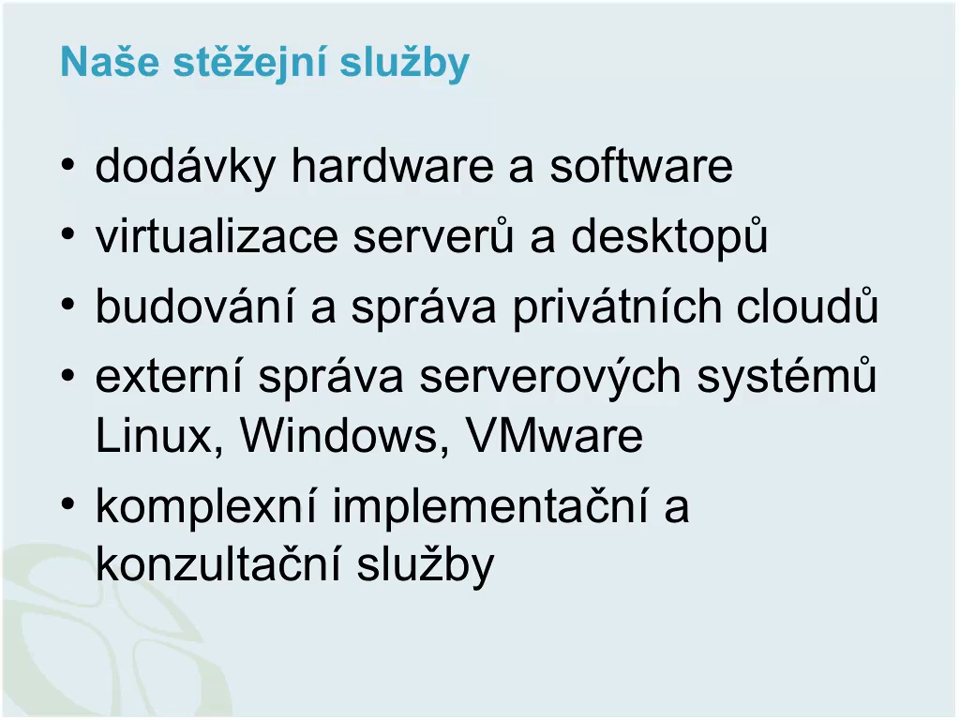 Naše stěžejní služby
• dodávky hardware a software
• virtualizace serverů a desktopů
• budování a správa privátních cloudů
• externí správa serverových systémů
Linux, Windows, VMware
• komplexní implementační a
konzultační služby